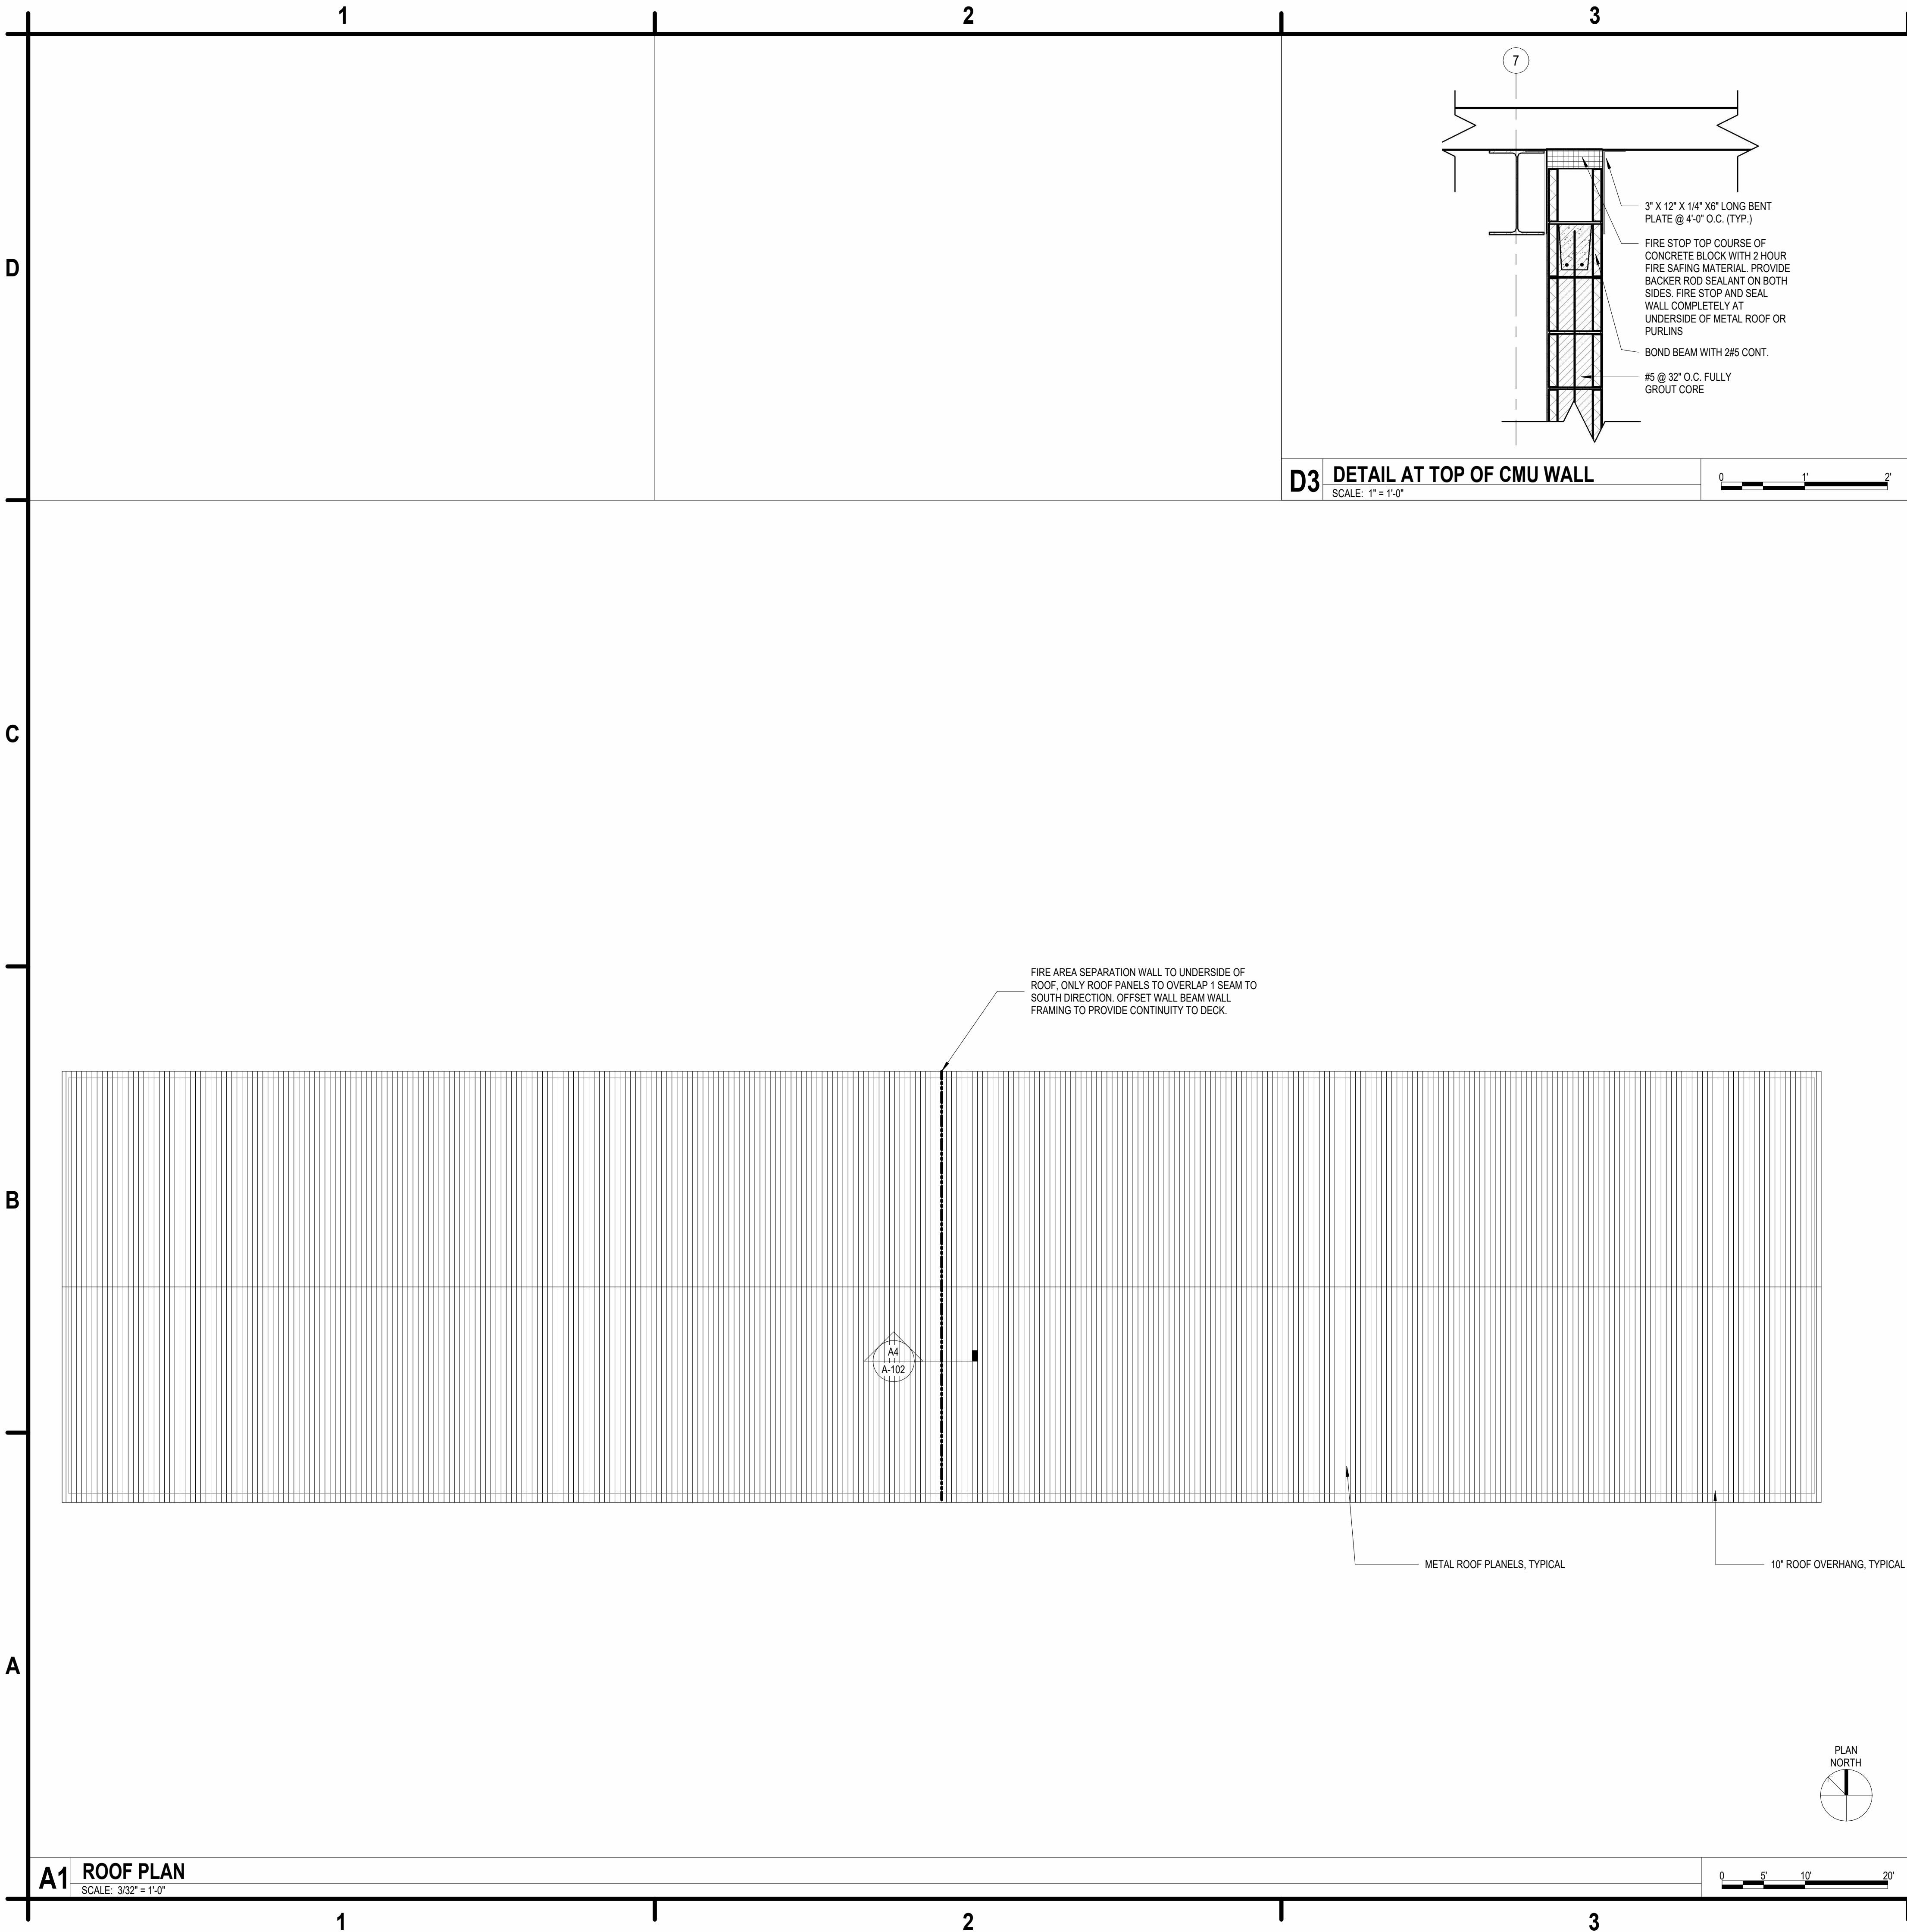 1
2
3
7
D
3" X 12" X 1/4" X6" LONG BENT
PLATE @ 4'-0" O.C. (TYP.)
FIRE STOP TOP COURSE OF
CONCRETE BLOCK WITH 2 HOUR
FIRE SAFING MATERIAL. PROVIDE
BACKER ROD SEALANT ON BOTH
SIDES. FIRE STOP AND SEAL
WALL COMPLETELY AT
UNDERSIDE OF METAL ROOF OR
PURLINS
BOND BEAM WITH 2#5 CONT.
#5 @ 32" O.C. FULLY
GROUT CORE
D3
DETAIL AT TOP OF CMU WALL
SCALE: 1" = 1'-0"
0 1' 2'
C
FIRE AREA SEPARATION WALL TO UNDERSIDE OF
ROOF, ONLY ROOF PANELS TO OVERLAP 1 SEAM TO
SOUTH DIRECTION. OFFSET WALL BEAM WALL
FRAMING TO PROVIDE CONTINUITY TO DECK.
B
A4
A-102
METAL ROOF PLANELS, TYPICAL
10" ROOF OVERHANG, TYPICAL
A
PLAN
NORTH
A1
ROOF PLAN
SCALE: 3/32" = 1'-0"
0 5' 10' 20'
1
2
3